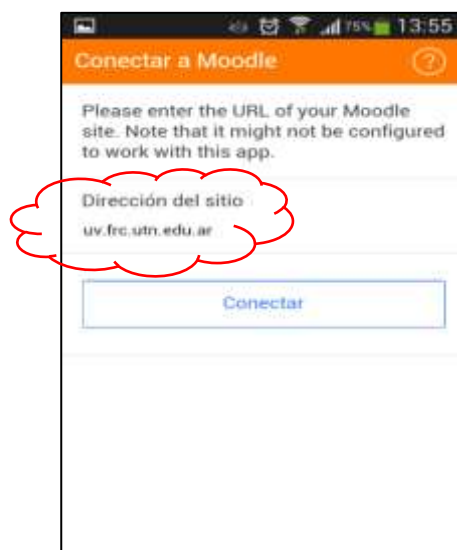 75% 13:55
Conectar a Moodle ?
Please enter the URL of your Moodle
site. Note that it might not be configured
to work with this app.
Dirección del sitio
uv.frc.utn.edu.ar
Conectar